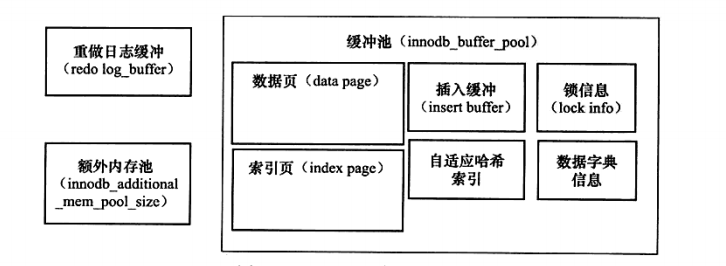 重做日志缓冲
（redo log_buffer）
额外内存池
（innodb_additional
_mem_pool_size）
缓冲池（innodb_buffer_pool）
数据页（data page）
插入缓冲
（insert buffer）
锁信息
（lock info）
索引页（index page）
自适应哈希
索引
数据字典
信息